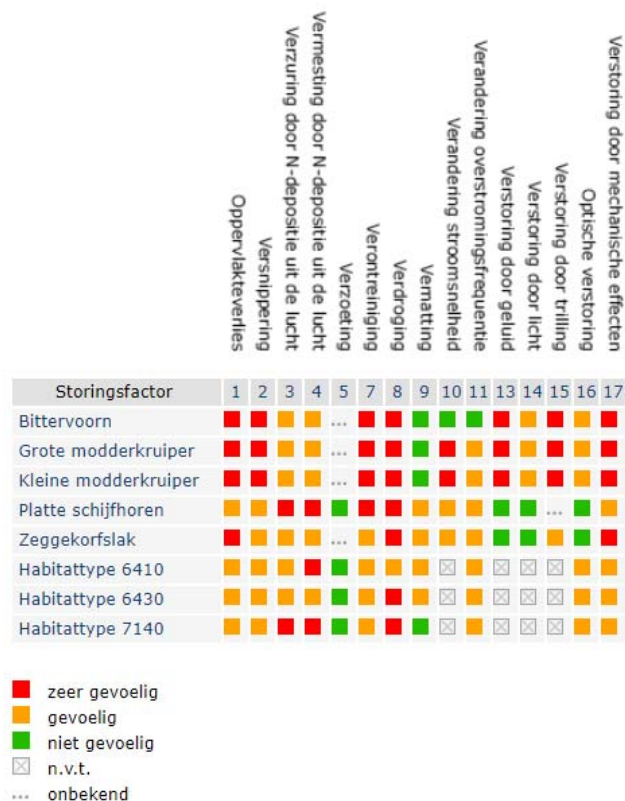 Oppervlakteverlies
Versnippering
Verzuring door N-depositie uit de lucht
Vermesting door N-depositie uit de lucht
Verzoeting
Verontreiniging
Verdroging
Vernatting
Verandering stroomsnelheid
Verandering overstromingsfrequentie
Verstoring door geluid
Verstoring door licht
Verstoring door trilling
Optische verstoring
Verstoring door mechanische effecten
Storingsfactor 1 2 3 4 5 7 8 9 10 11 13 14 15 16 17
Bittervoorn ...
Grote modderkruiper ...
Kleine modderkruiper ...
Platte schijfhoren ...
Zeggekorfslak ...
Habitattype 6410
Habitattype 6430
Habitattype 7140
zeer gevoelig
gevoelig
niet gevoelig
n.v.t.
... onbekend